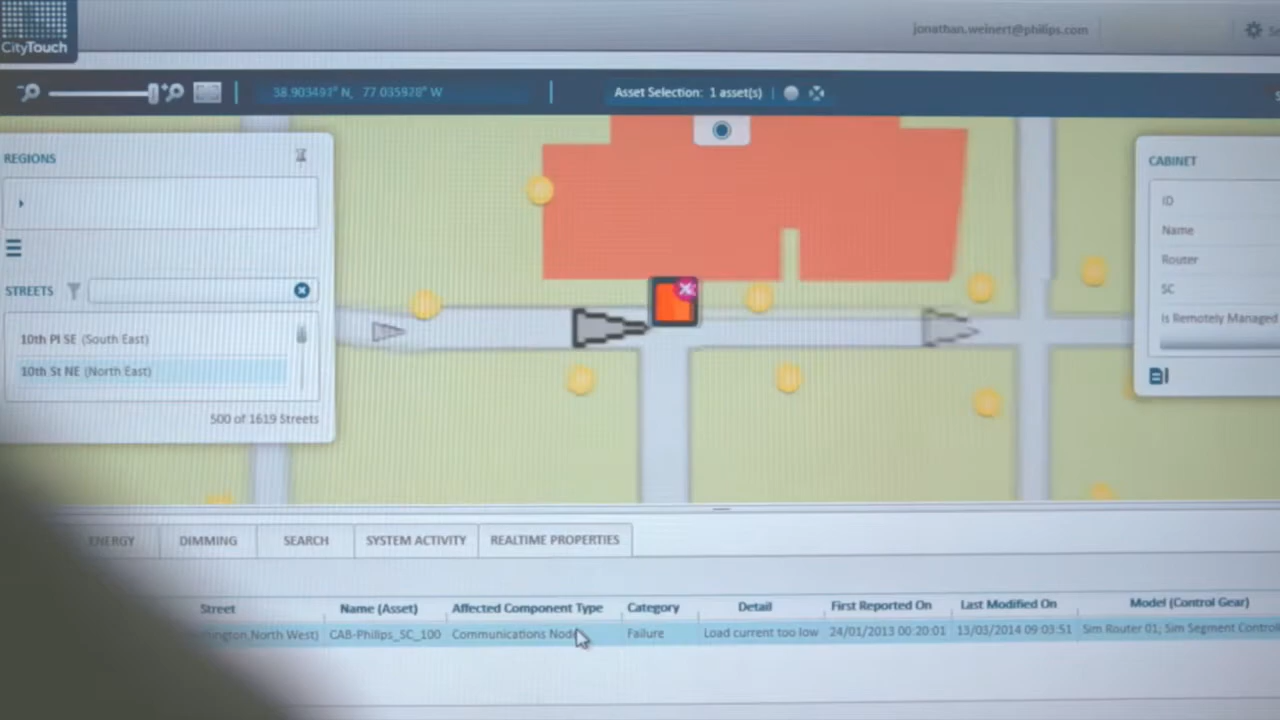 CityTouch
jonathan.weinert@philips.com
38.903491° N, 77.035928° W
Asset Selection: 1 asset(s)
REGIONS
STREETS
10th Pl SE (South East)
10th St NE (North East)
500 of 1619 Streets
CABINET
ID
Name
Router
SC
Is Remotely Managed
ENERGY
DIMMING
SEARCH
SYSTEM ACTIVITY
REALTIME PROPERTIES
Street Name (Asset) Affected Component Type Category Detail First Reported On Last Modified On Model (Control Gear)
North West) CAB-Philips_SC_100 Communications Node Failure Load current too low 24/01/2013 00:20:01 13/03/2014 09:03:51 Sim Router 01; Sim Segment